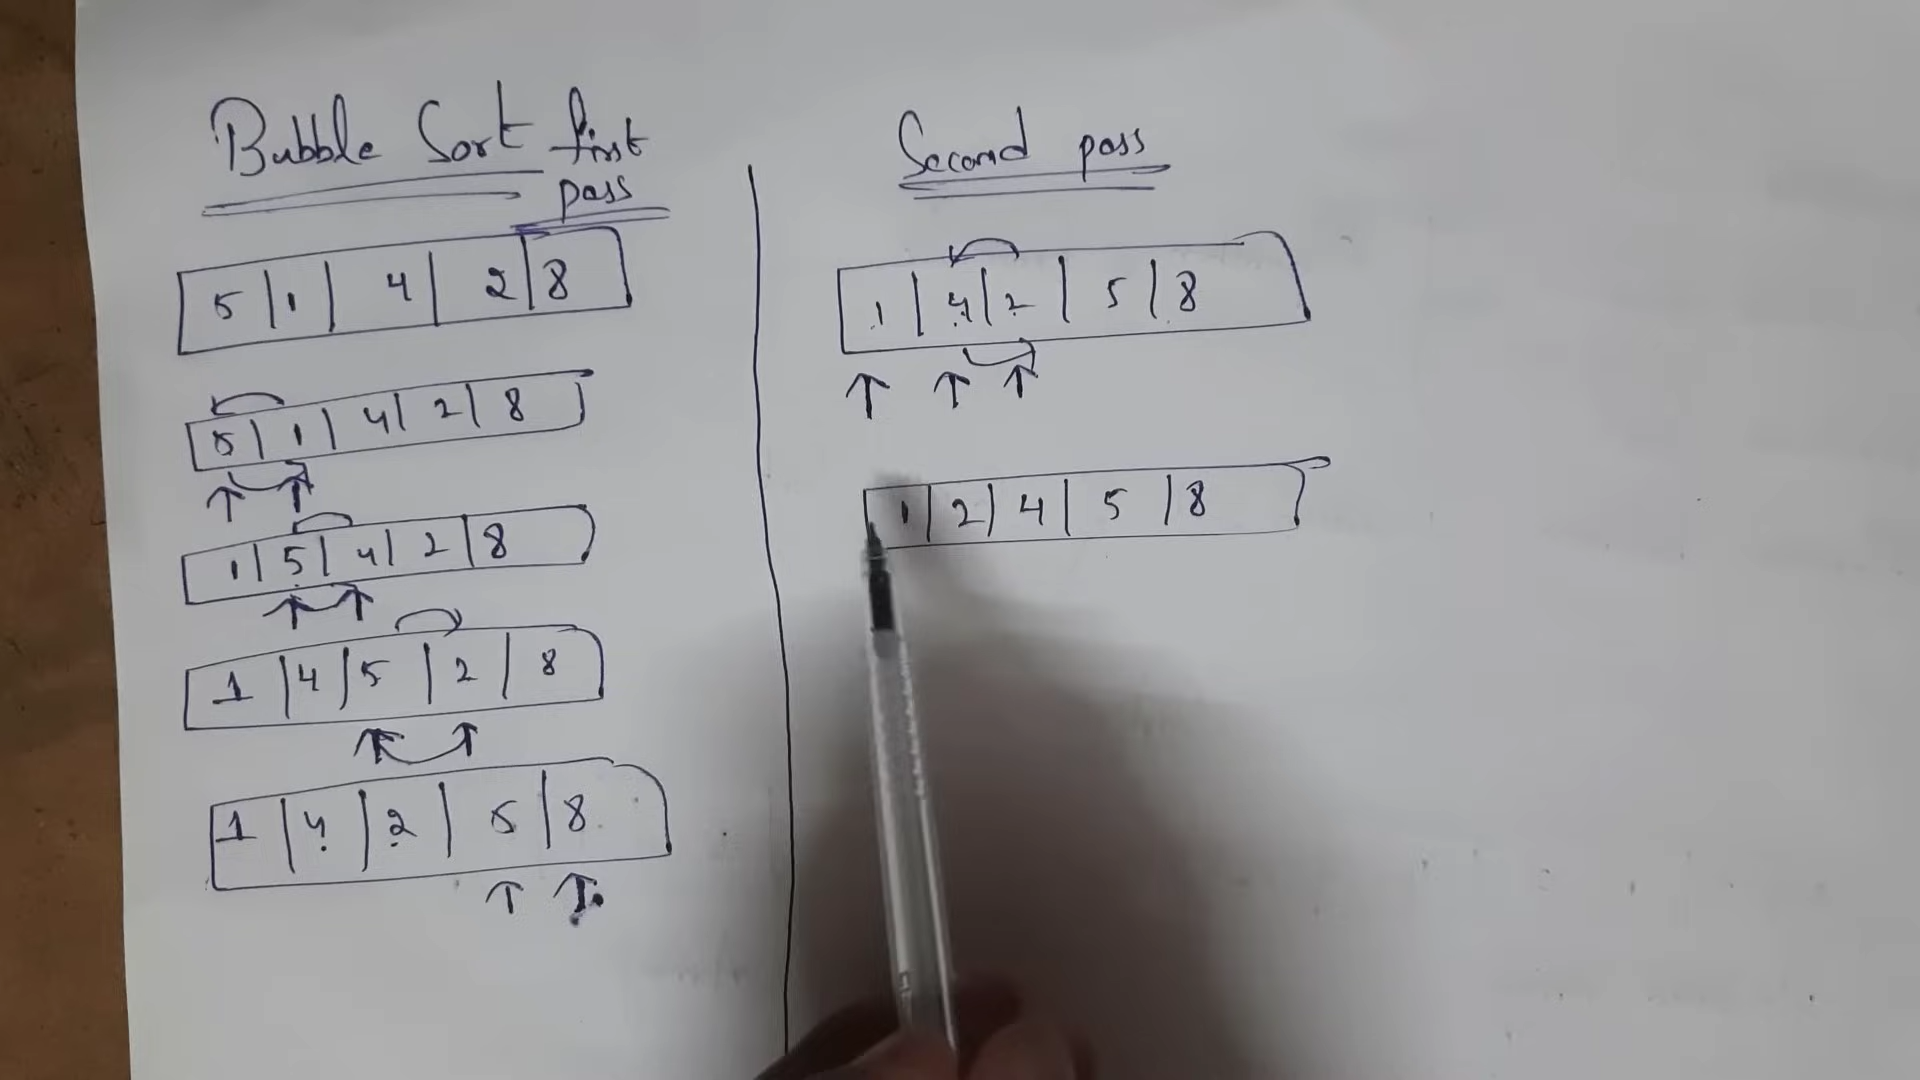 Bubble Sort first
pass
5 | 1 | 4 | 2 | 8
5 | 1 | 4 | 2 | 8
1 | 5 | 4 | 2 | 8
1 | 4 | 5 | 2 | 8
1 | 4 | 2 | 5 | 8
Second pass
1 | 4 | 2 | 5 | 8
1 | 2 | 4 | 5 | 8